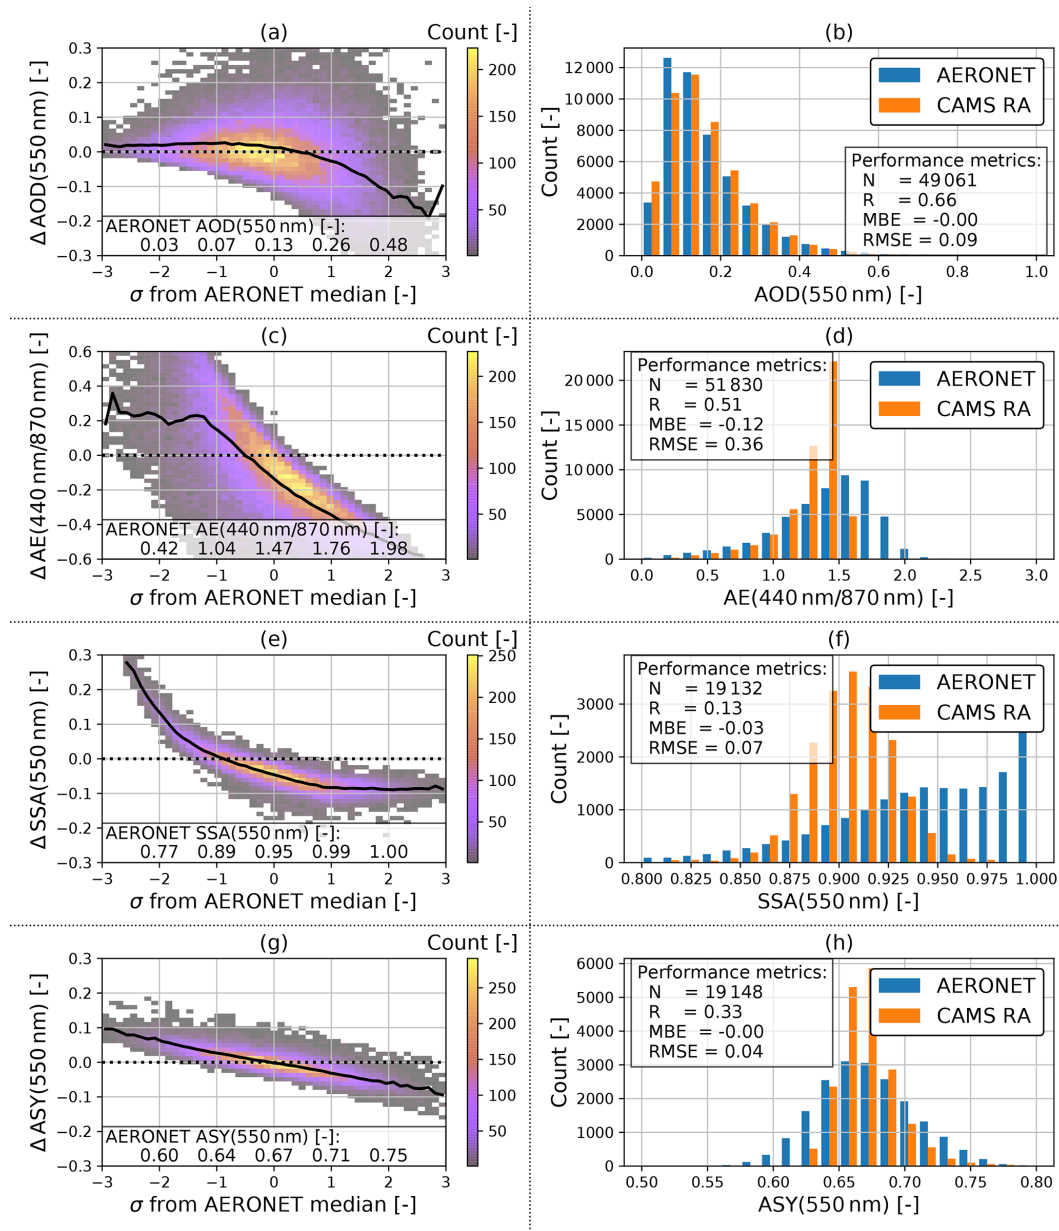 (a)
Count [-]
Δ AOD(550 nm) [-]
0.3
0.2
0.1
0.0
−0.1
−0.2
−0.3
AERONET AOD(550 nm) [-]:
0.03 0.07 0.13 0.26 0.48
−3 −2 −1 0 1 2 3
σ from AERONET median [-]
200
150
100
50
(b)
Count [-]
12 000
10 000
8000
6000
4000
2000
0
AERONET
CAMS RA
Performance metrics:
N = 49 061
R = 0.66
MBE = -0.00
RMSE = 0.09
0.0 0.2 0.4 0.6 0.8 1.0
AOD(550 nm) [-]
(c)
Count [-]
Δ AE(440 nm/870 nm) [-]
0.6
0.4
0.2
0.0
−0.2
−0.4
−0.6
AERONET AE(440 nm/870 nm) [-]:
0.42 1.04 1.47 1.76 1.98
−3 −2 −1 0 1 2 3
σ from AERONET median [-]
200
150
100
50
(d)
Count [-]
20 000
15 000
10 000
5000
0
Performance metrics:
N = 51 830
R = 0.51
MBE = -0.12
RMSE = 0.36
AERONET
CAMS RA
0.0 0.5 1.0 1.5 2.0 2.5 3.0
AE(440 nm/870 nm) [-]
(e)
Count [-]
Δ SSA(550 nm) [-]
0.3
0.2
0.1
0.0
−0.1
−0.2
−0.3
AERONET SSA(550 nm) [-]:
0.77 0.89 0.95 0.99 1.00
−3 −2 −1 0 1 2 3
σ from AERONET median [-]
250
200
150
100
50
(f)
Count [-]
3000
2000
1000
0
Performance metrics:
N = 19 132
R = 0.13
MBE = -0.03
RMSE = 0.07
AERONET
CAMS RA
0.800 0.825 0.850 0.875 0.900 0.925 0.950 0.975 1.000
SSA(550 nm) [-]
(g)
Count [-]
Δ ASY(550 nm) [-]
0.3
0.2
0.1
0.0
−0.1
−0.2
−0.3
AERONET ASY(550 nm) [-]:
0.60 0.64 0.67 0.71 0.75
−3 −2 −1 0 1 2 3
σ from AERONET median [-]
250
200
150
100
50
(h)
Count [-]
6000
5000
4000
3000
2000
1000
0
Performance metrics:
N = 19 148
R = 0.33
MBE = -0.00
RMSE = 0.04
AERONET
CAMS RA
0.50 0.55 0.60 0.65 0.70 0.75 0.80
ASY(550 nm) [-]